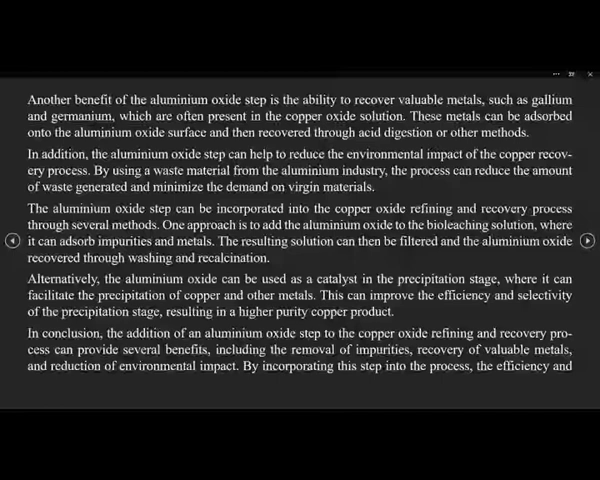 Another benefit of the aluminium oxide step is the ability to recover valuable metals, such as gallium
and germanium, which are often present in the copper oxide solution. These metals can be adsorbed
onto the aluminium oxide surface and then recovered through acid digestion or other methods.
In addition, the aluminium oxide step can help to reduce the environmental impact of the copper recov-
ery process. By using a waste material from the aluminium industry, the process can reduce the amount
of waste generated and minimize the demand on virgin materials.
The aluminium oxide step can be incorporated into the copper oxide refining and recovery process
through several methods. One approach is to add the aluminium oxide to the bioleaching solution, where
it can adsorb impurities and metals. The resulting solution can then be filtered and the aluminium oxide
recovered through washing and recalcination.
Alternatively, the aluminium oxide can be used as a catalyst in the precipitation stage, where it can
facilitate the precipitation of copper and other metals. This can improve the efficiency and selectivity
of the precipitation stage, resulting in a higher purity copper product.
In conclusion, the addition of an aluminium oxide step to the copper oxide refining and recovery pro-
cess can provide several benefits, including the removal of impurities, recovery of valuable metals,
and reduction of environmental impact. By incorporating this step into the process, the efficiency and